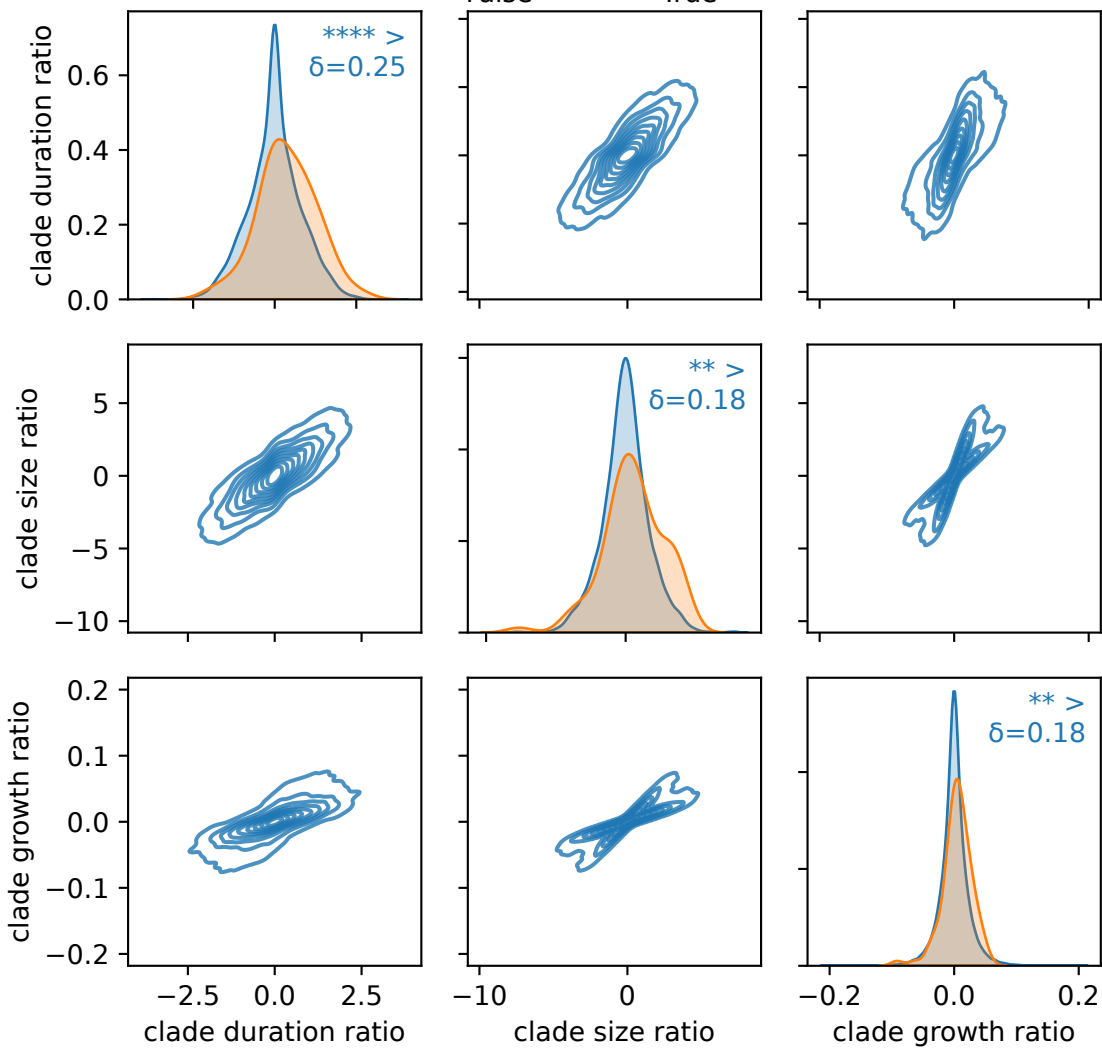 clade duration ratio
0.6
0.4
0.2
0.0
**** >
δ=0.25
clade size ratio
5
0
−5
−10
** >
δ=0.18
clade growth ratio
0.2
0.1
0.0
−0.1
−0.2
** >
δ=0.18
−2.5 0.0 2.5
−10 0
−0.2 0.0 0.2
clade duration ratio
clade size ratio
clade growth ratio